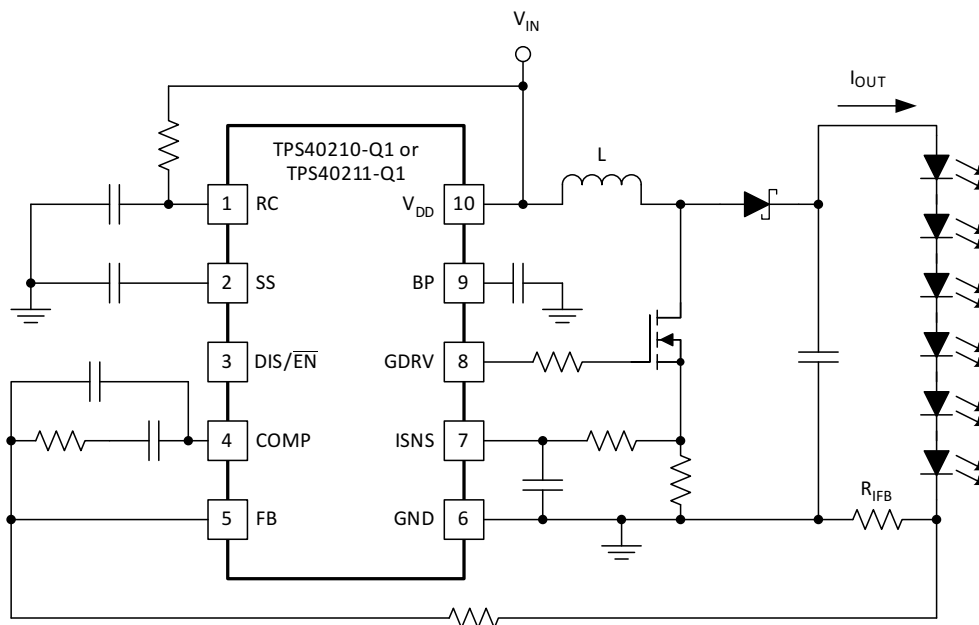 V_IN
I_OUT
TPS40210-Q1 or
TPS40211-Q1
L
1 RC
V_DD 10
2 SS
BP 9
3 DIS/E̅N̅
GDRV 8
4 COMP
ISNS 7
5 FB
GND 6
R_IFB